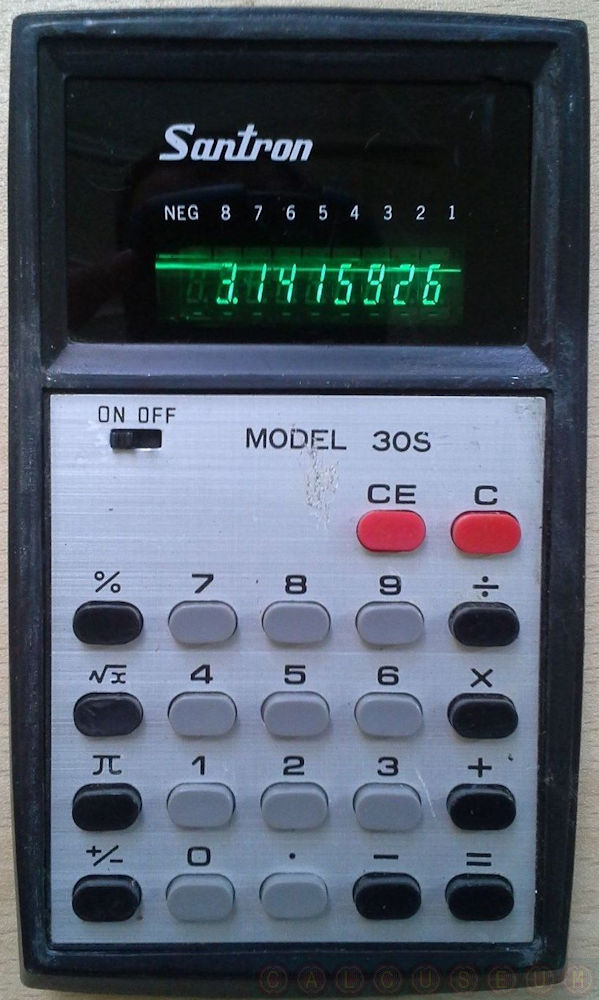 Santron
NEG 8 7 6 5 4 3 2 1
3.1415926
ON OFF
MODEL 30S
CE C
% 7 8 9 ÷
√x 4 5 6 ×
π 1 2 3 +
+/- 0 . − =
CALCUSEUM